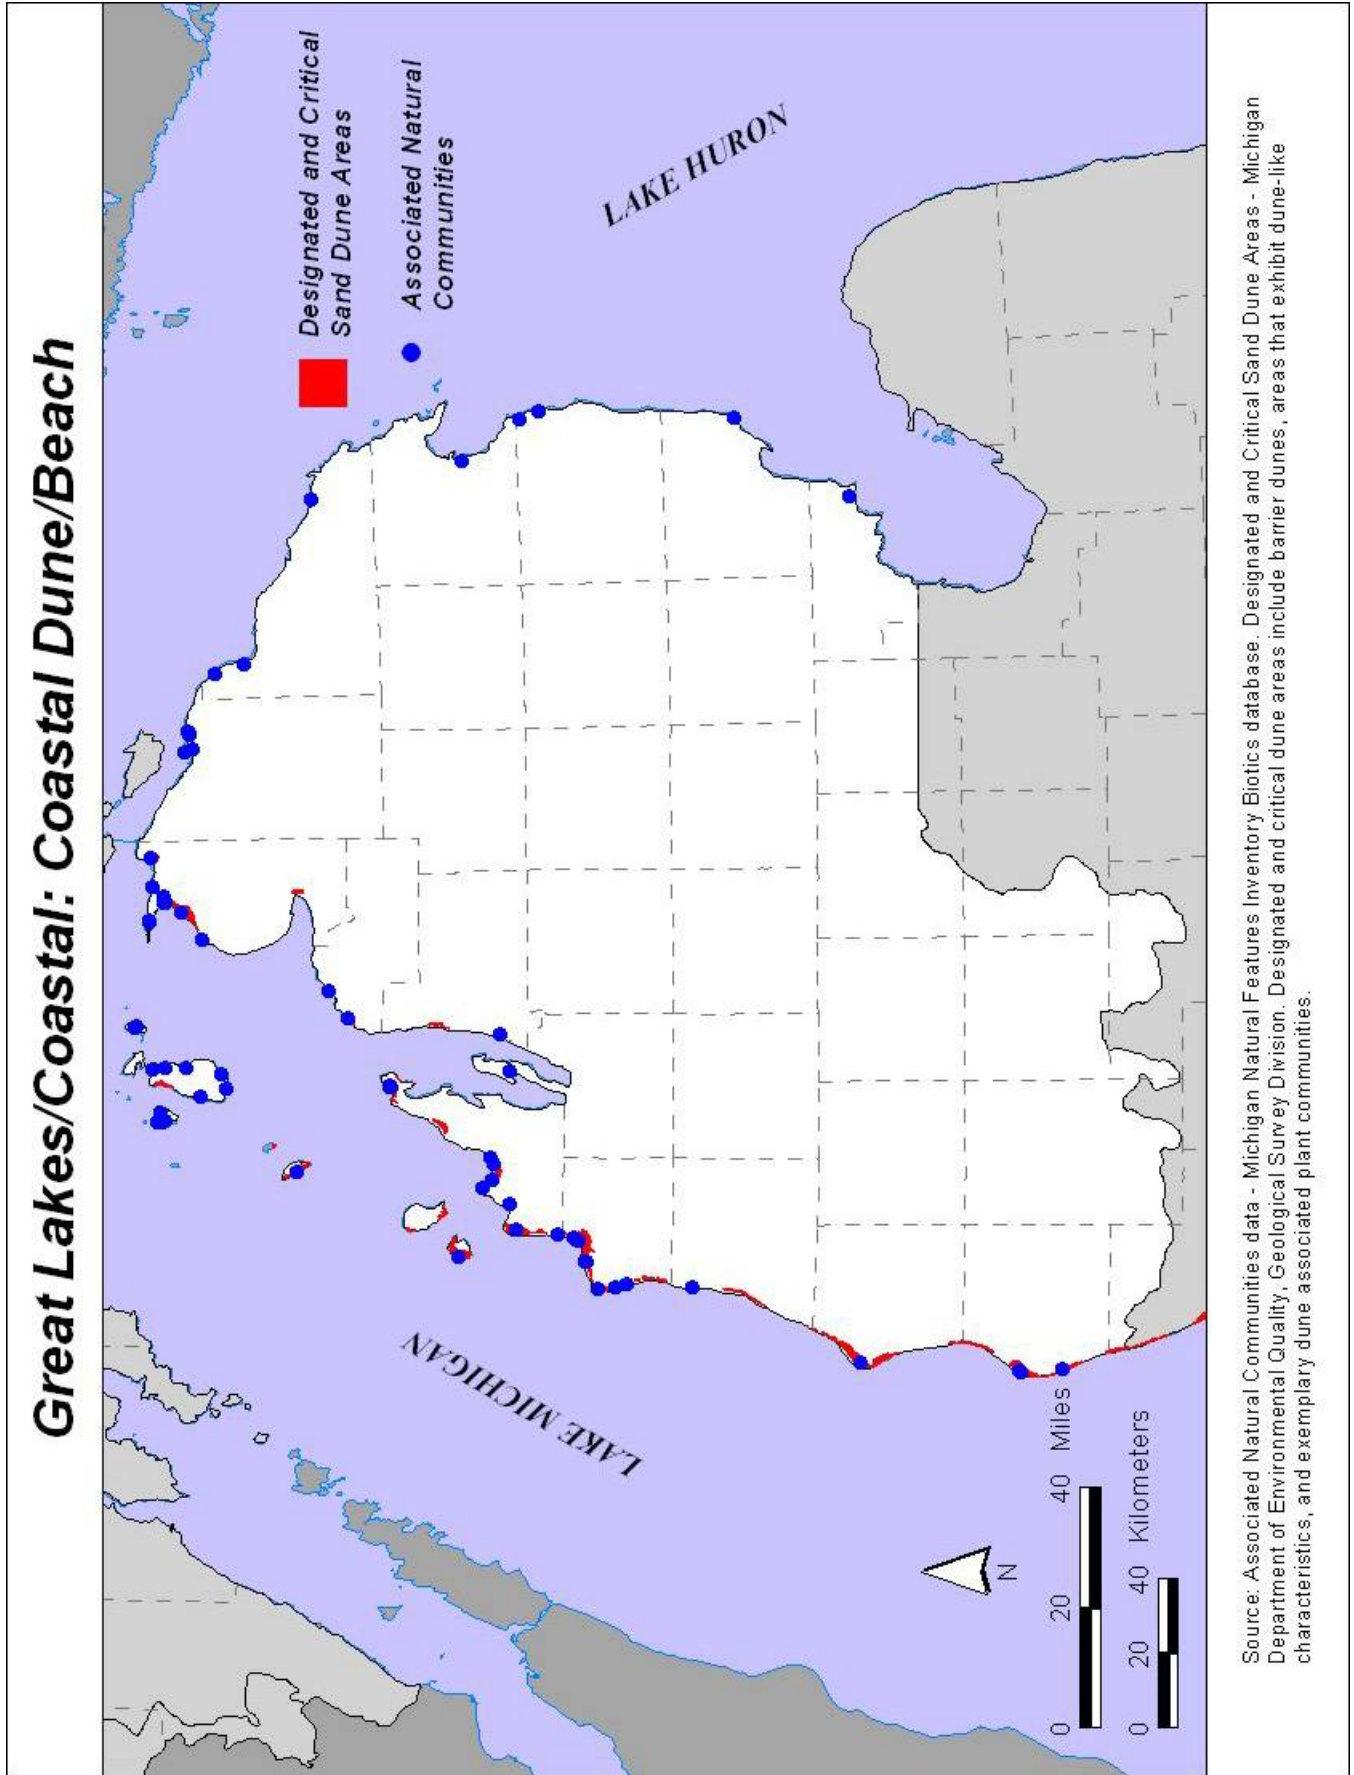 Great Lakes/Coastal: Coastal Dune/Beach
Designated and Critical
Sand Dune Areas
Associated Natural
Communities
LAKE HURON
LAKE MICHIGAN
N
0 20 40 Miles
0 20 40 Kilometers
Source: Associated Natural Communities data - Michigan Natural Features Inventory Biotics database. Designated and Critical Sand Dune Areas - Michigan
Department of Environmental Quality, Geological Survey Division. Designated and critical dune areas include barrier dunes, areas that exhibit dune-like
characteristics, and exemplary dune associated plant communities.